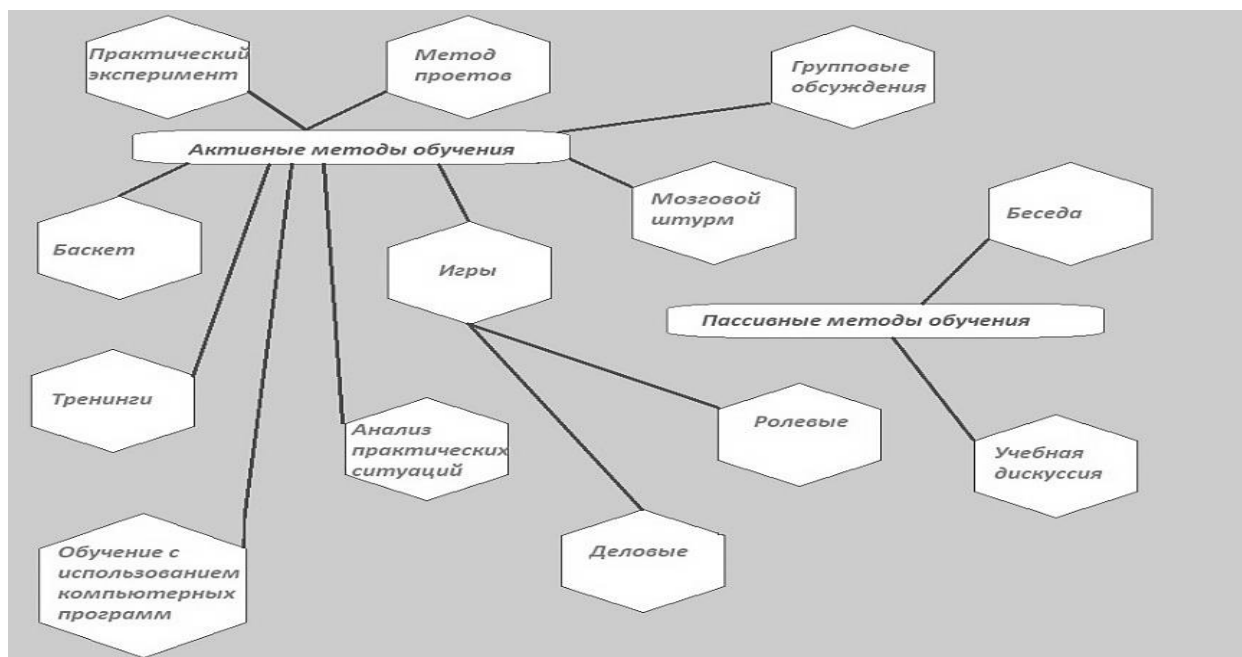 Практический
эксперимент
Метод
проетов
Групповые
обсуждения
Активные методы обучения
Мозговой
штурм
Беседа
Баскет
Игры
Пассивные методы обучения
Тренинги
Анализ
практических
ситуаций
Ролевые
Учебная
дискуссия
Обучение с
использованием
компьютерных
программ
Деловые